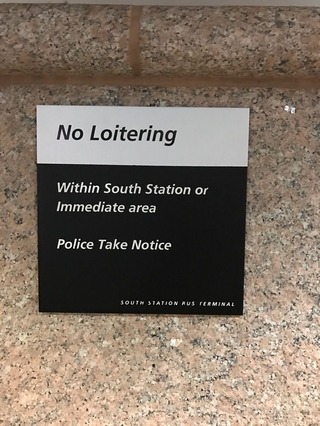 No Loitering
Within South Station or
Immediate area
Police Take Notice
SOUTH STATION BUS TERMINAL